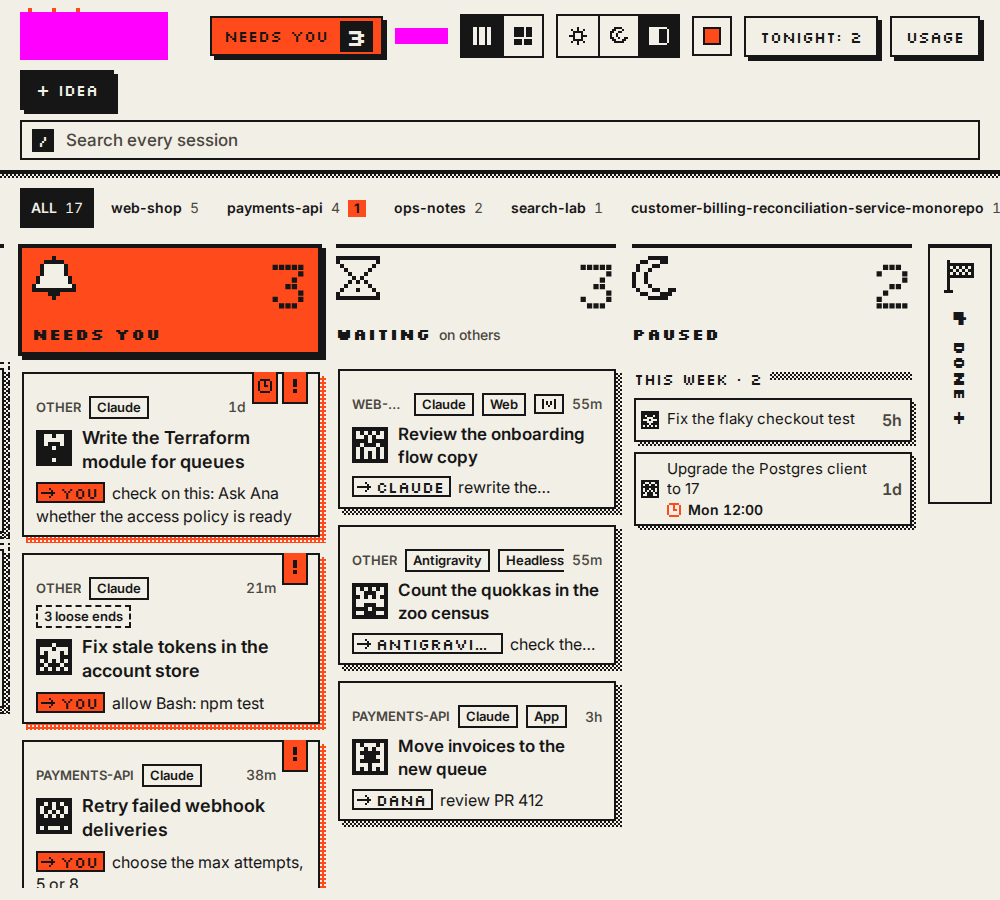 NEEDS YOU 3
TONIGHT: 2
USAGE
+ IDEA
/ Search every session
ALL 17
web-shop 5
payments-api 4 1
ops-notes 2
search-lab 1
customer-billing-reconciliation-service-monorepo 1
3
NEEDS YOU
OTHER Claude 1d !
Write the Terraform
module for queues
→ YOU check on this: Ask Ana
whether the access policy is ready
OTHER Claude 21m !
3 loose ends
Fix stale tokens in the
account store
→ YOU allow Bash: npm test
PAYMENTS-API Claude 38m !
Retry failed webhook
deliveries
→ YOU choose the max attempts,
5 or 8
3
WAITING on others
WEB-... Claude Web 55m
Review the onboarding
flow copy
→ CLAUDE rewrite the...
OTHER Antigravity Headless 55m
Count the quokkas in the
zoo census
→ ANTIGRAVI... check the...
PAYMENTS-API Claude App 3h
Move invoices to the
new queue
→ DANA review PR 412
2
PAUSED
THIS WEEK · 2
Fix the flaky checkout test 5h
Upgrade the Postgres client
to 17 1d
Mon 12:00
DONE +